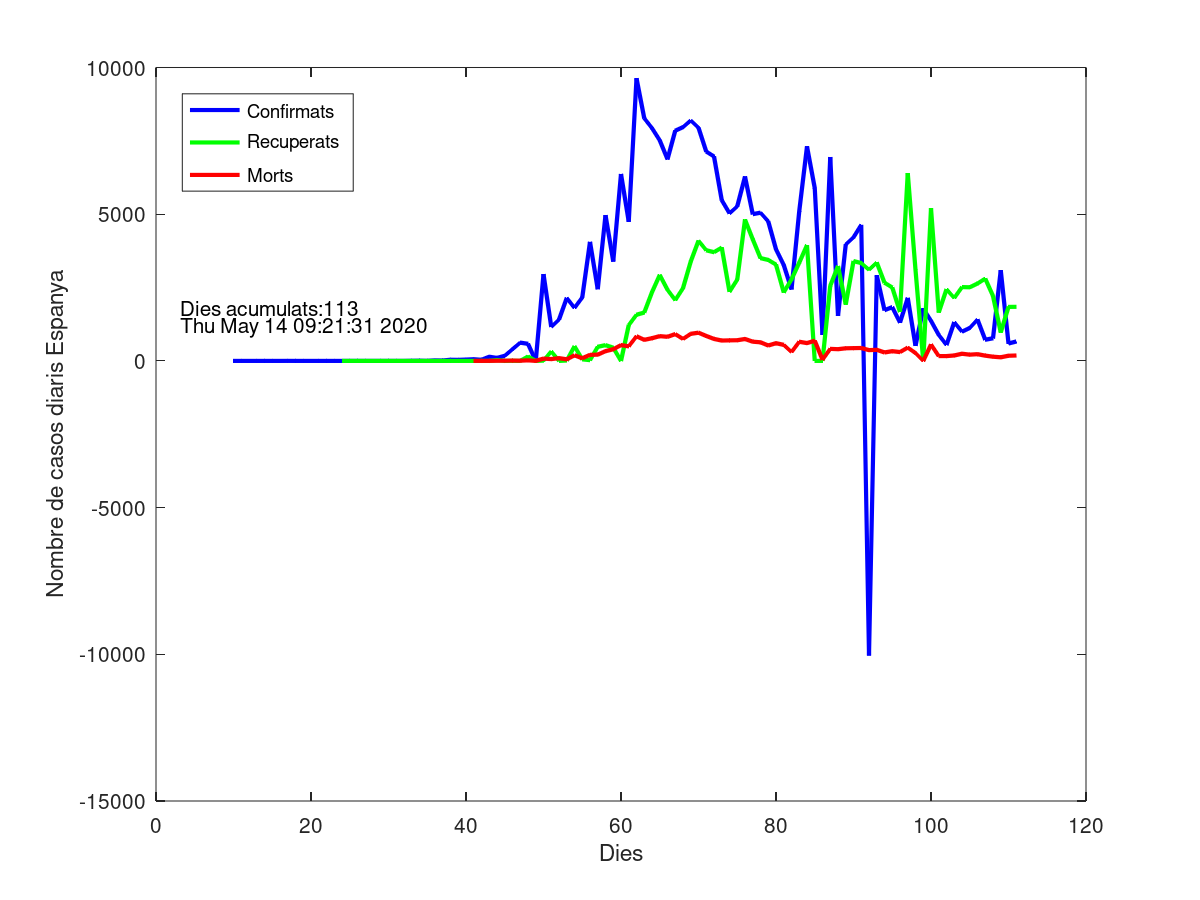 10000
5000
0
-5000
-10000
-15000
Confirmats
Recuperats
Morts
Dies acumulats:113
Thu May 14 09:21:31 2020
Nombre de casos diaris Espanya
0
20
40
60
80
100
120
Dies